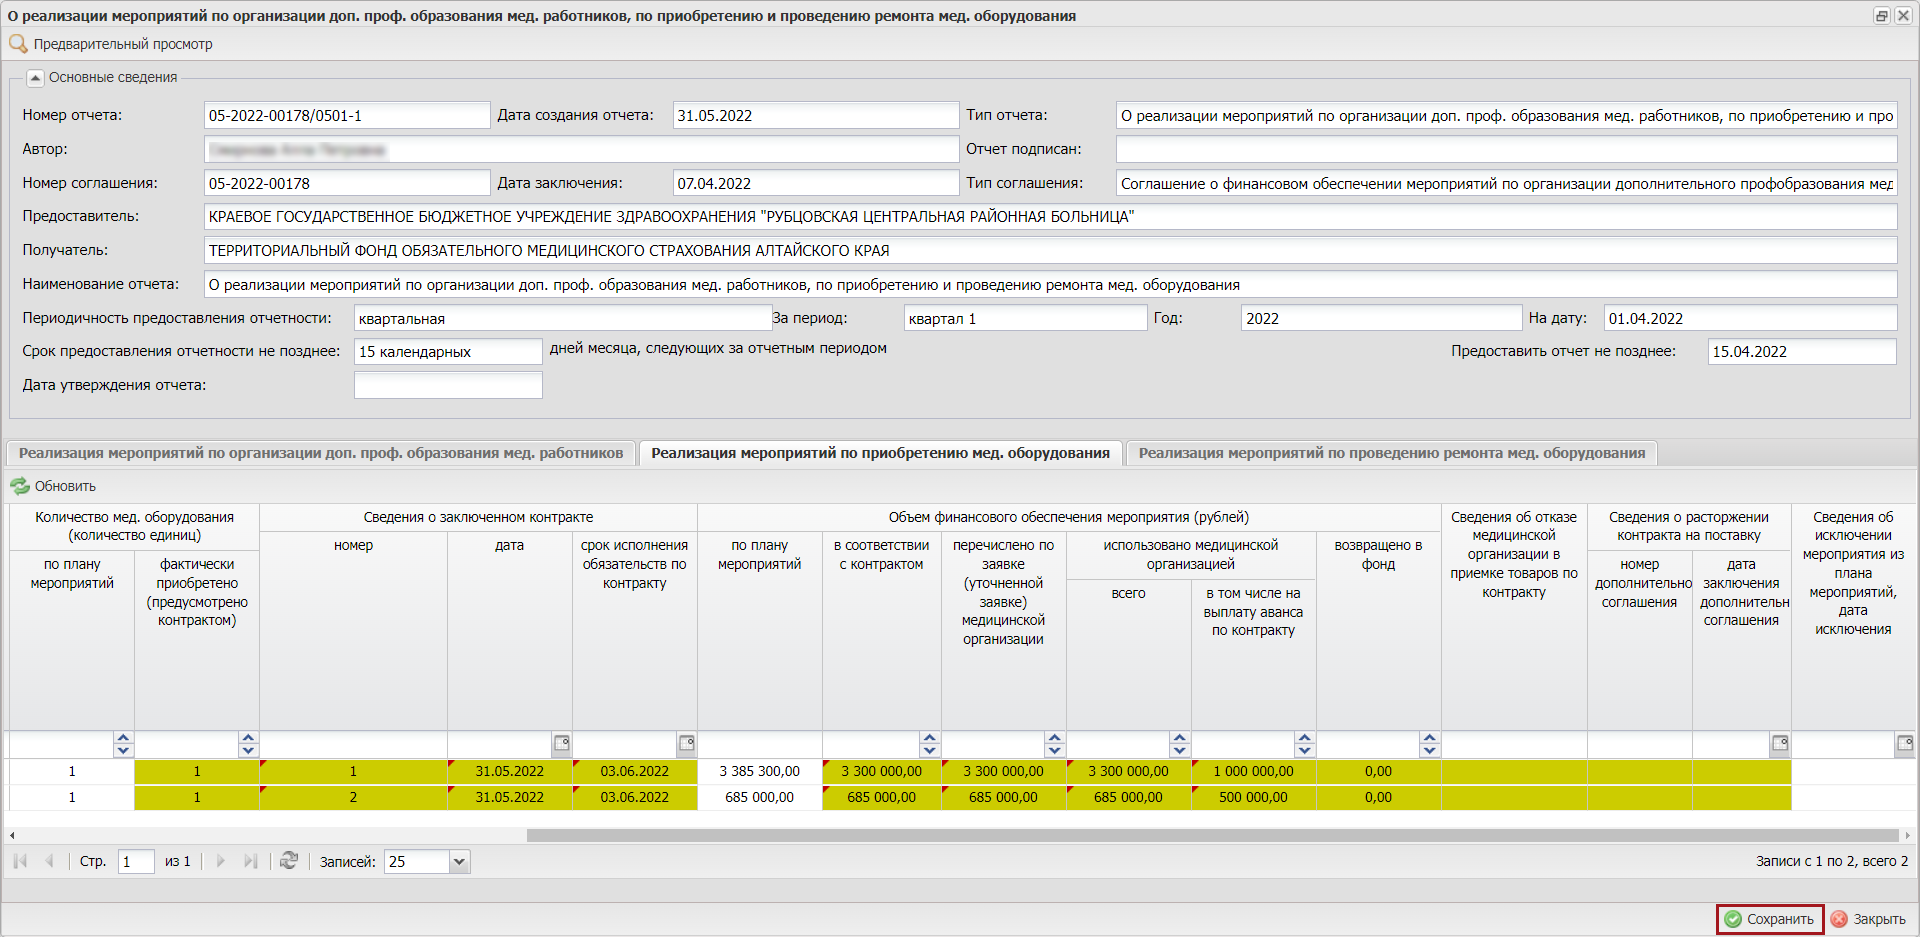 О реализации мероприятий по организации доп. проф. образования мед. работников, по приобретению и проведению ремонта мед. оборудования
Предварительный просмотр
Основные сведения
Номер отчета: 05-2022-00178/0501-1 Дата создания отчета: 31.05.2022 Тип отчета: О реализации мероприятий по организации доп. проф. образования мед. работников, по приобретению и про
Автор: Отчет подписан:
Номер соглашения: 05-2022-00178 Дата заключения: 07.04.2022 Тип соглашения: Соглашение о финансовом обеспечении мероприятий по организации дополнительного профобразования мед
Предоставитель: КРАЕВОЕ ГОСУДАРСТВЕННОЕ БЮДЖЕТНОЕ УЧРЕЖДЕНИЕ ЗДРАВООХРАНЕНИЯ "РУБЦОВСКАЯ ЦЕНТРАЛЬНАЯ РАЙОННАЯ БОЛЬНИЦА"
Получатель: ТЕРРИТОРИАЛЬНЫЙ ФОНД ОБЯЗАТЕЛЬНОГО МЕДИЦИНСКОГО СТРАХОВАНИЯ АЛТАЙСКОГО КРАЯ
Наименование отчета: О реализации мероприятий по организации доп. проф. образования мед. работников, по приобретению и проведению ремонта мед. оборудования
Периодичность предоставления отчетности: квартальная За период: квартал 1 Год: 2022 На дату: 01.04.2022
Срок предоставления отчетности не позднее: 15 календарных дней месяца, следующих за отчетным периодом Предоставить отчет не позднее: 15.04.2022
Дата утверждения отчета:
Реализация мероприятий по организации доп. проф. образования мед. работников Реализация мероприятий по приобретению мед. оборудования Реализация мероприятий по проведению ремонта мед. оборудования
Обновить
Количество мед. оборудования
(количество единиц)
по плану
мероприятий
фактически
приобретено
(предусмотрено
контрактом)
Сведения о заключенном контракте
номер
дата
срок исполнения
обязательств по
контракту
Объем финансового обеспечения мероприятия (рублей)
по плану
мероприятий
в соответствии
с контрактом
перечислено по
заявке
(уточненной
заявке)
медицинской
организации
использовано медицинской
организацией
всего
в том числе на
выплату аванса
по контракту
возвращено в
фонд
Сведения об отказе
медицинской
организации в
приемке товаров по
контракту
Сведения о расторжении
контракта на поставку
номер
дополнительно
соглашения
дата
заключения
дополнительн
соглашения
Сведения об
исключении
мероприятия из
плана
мероприятий,
дата
исключения
1 1 1 31.05.2022 03.06.2022 3 385 300,00 3 300 000,00 3 300 000,00 3 300 000,00 1 000 000,00 0,00
1 1 2 31.05.2022 03.06.2022 685 000,00 685 000,00 685 000,00 685 000,00 500 000,00 0,00
Стр. 1 из 1 Записей: 25 Записи с 1 по 2, всего 2
Сохранить Закрыть